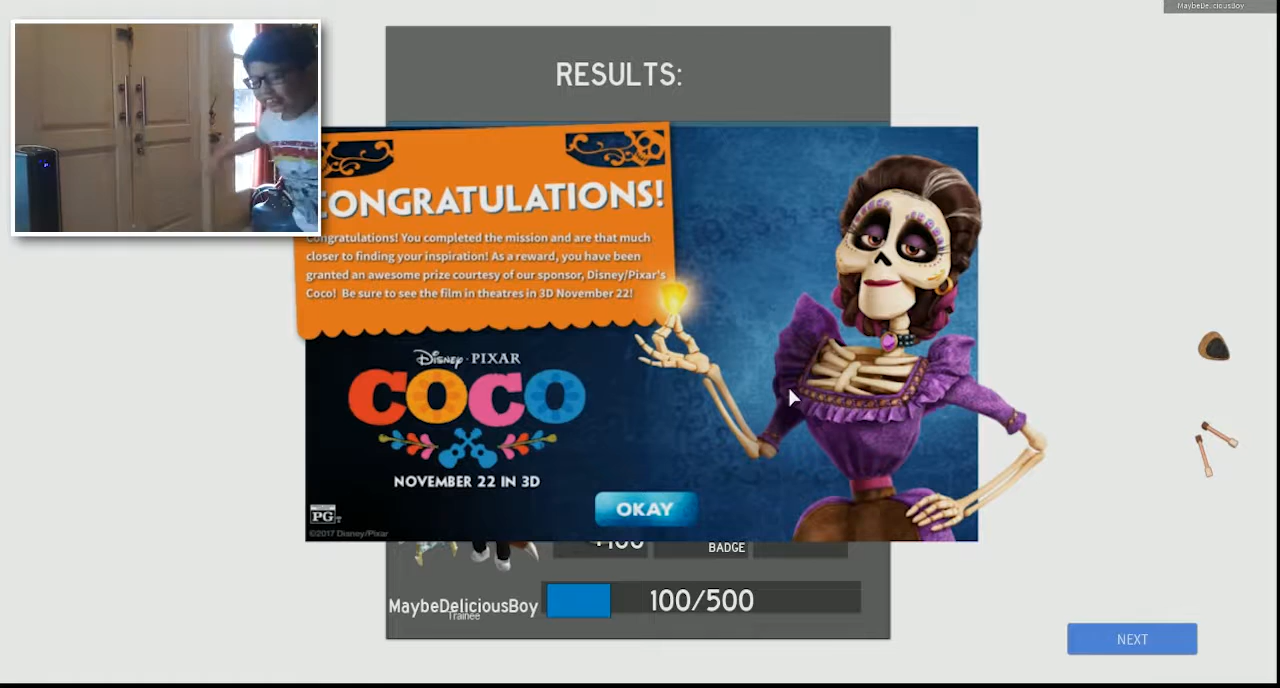 MaybeDeliciousBoy
RESULTS:
CONGRATULATIONS!
Congratulations! You completed the mission and are that much
closer to finding your inspiration! As a reward, you have been
granted an awesome prize courtesy of our sponsor, Disney/Pixar's
Coco! Be sure to see the film in theatres in 3D November 22!
Disney · PIXAR
COCO
NOVEMBER 22 IN 3D
OKAY
PG
©2017 Disney/Pixar
+100
BADGE
MaybeDeliciousBoy
Trainee
100/500
NEXT